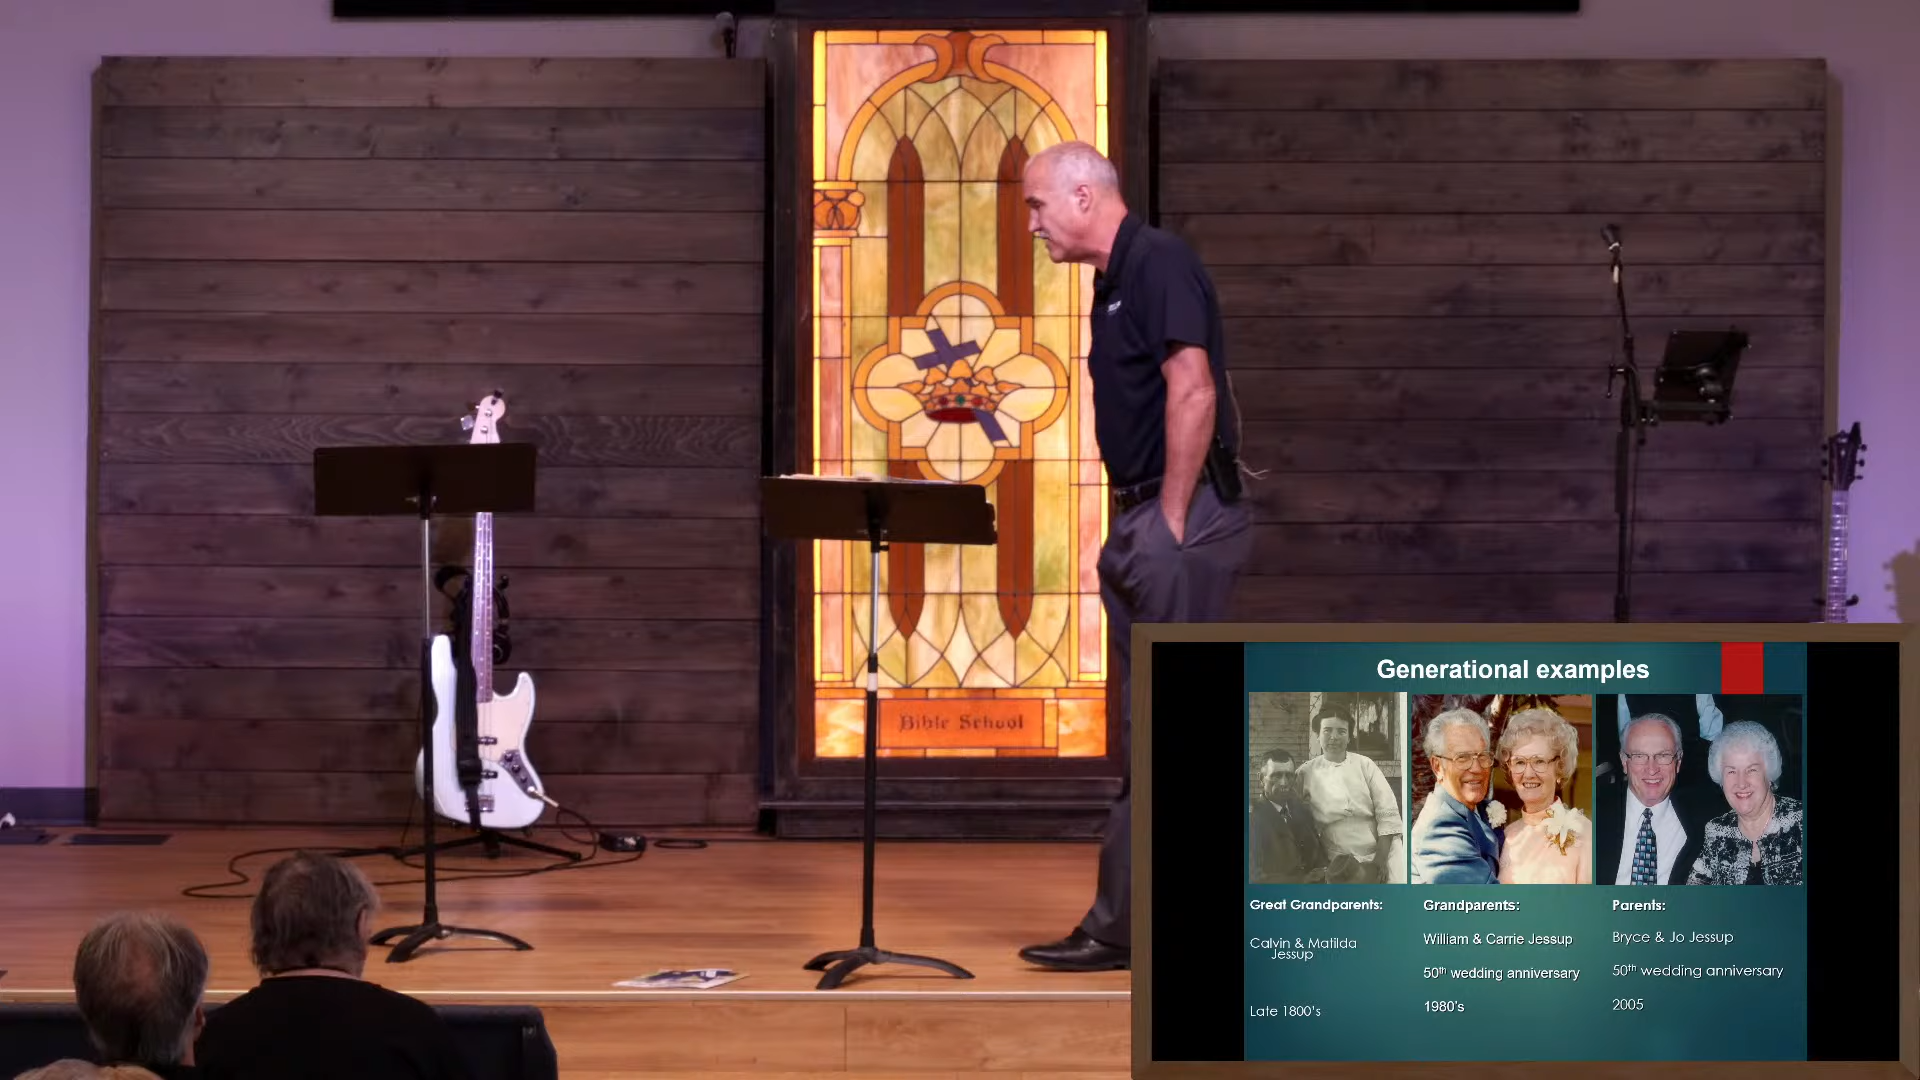 Bible School
Generational examples
Great Grandparents:
Calvin & Matilda
Jessup
Late 1800's
Grandparents:
William & Carrie Jessup
50th wedding anniversary
1980's
Parents:
Bryce & Jo Jessup
50th wedding anniversary
2005